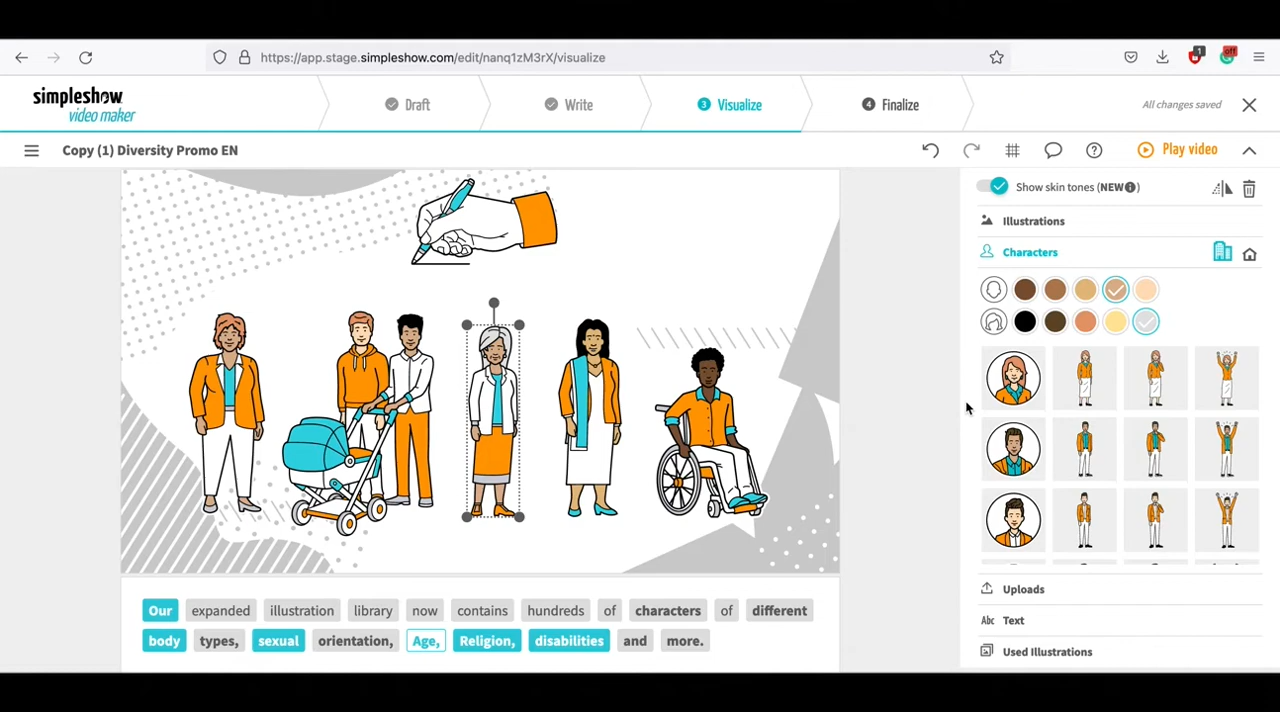 https://app.stage.simpleshow.com/edit/nanq1zM3rX/visualize
1
off
simpleshow
video maker
Draft
Write
3 Visualize
4 Finalize
All changes saved
Copy (1) Diversity Promo EN
Play video
Show skin tones (NEW)
Illustrations
Characters
Our expanded illustration library now contains hundreds of characters of different
body types, sexual orientation, Age, Religion, disabilities and more.
Uploads
Abc Text
Used Illustrations